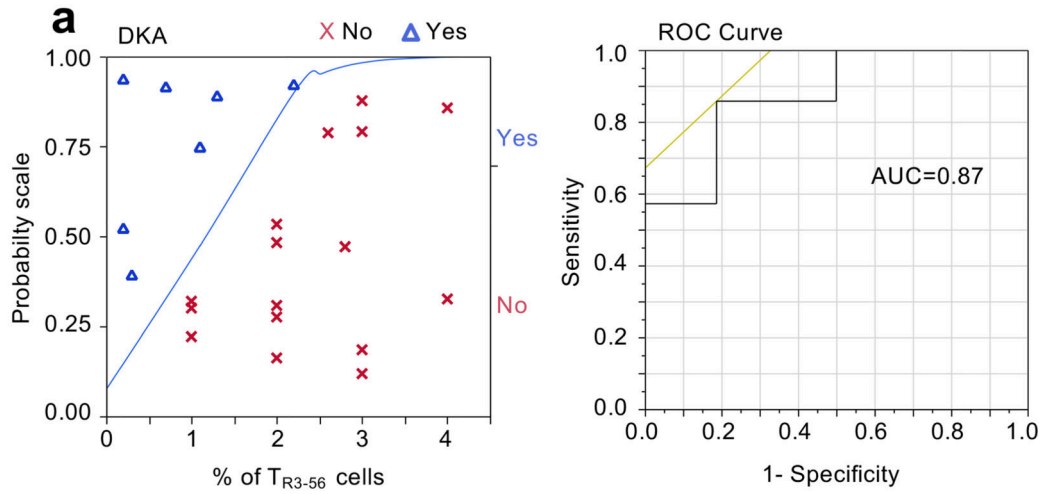 a
DKA
X No
Yes
Probabilty scale
1.00
0.75
0.50
0.25
0.00
Yes
No
0 1 2 3 4
% of TR3-56 cells
ROC Curve
Sensitivity
1.0
0.8
0.6
0.4
0.2
0.0
AUC=0.87
0.0 0.2 0.4 0.6 0.8 1.0
1- Specificity